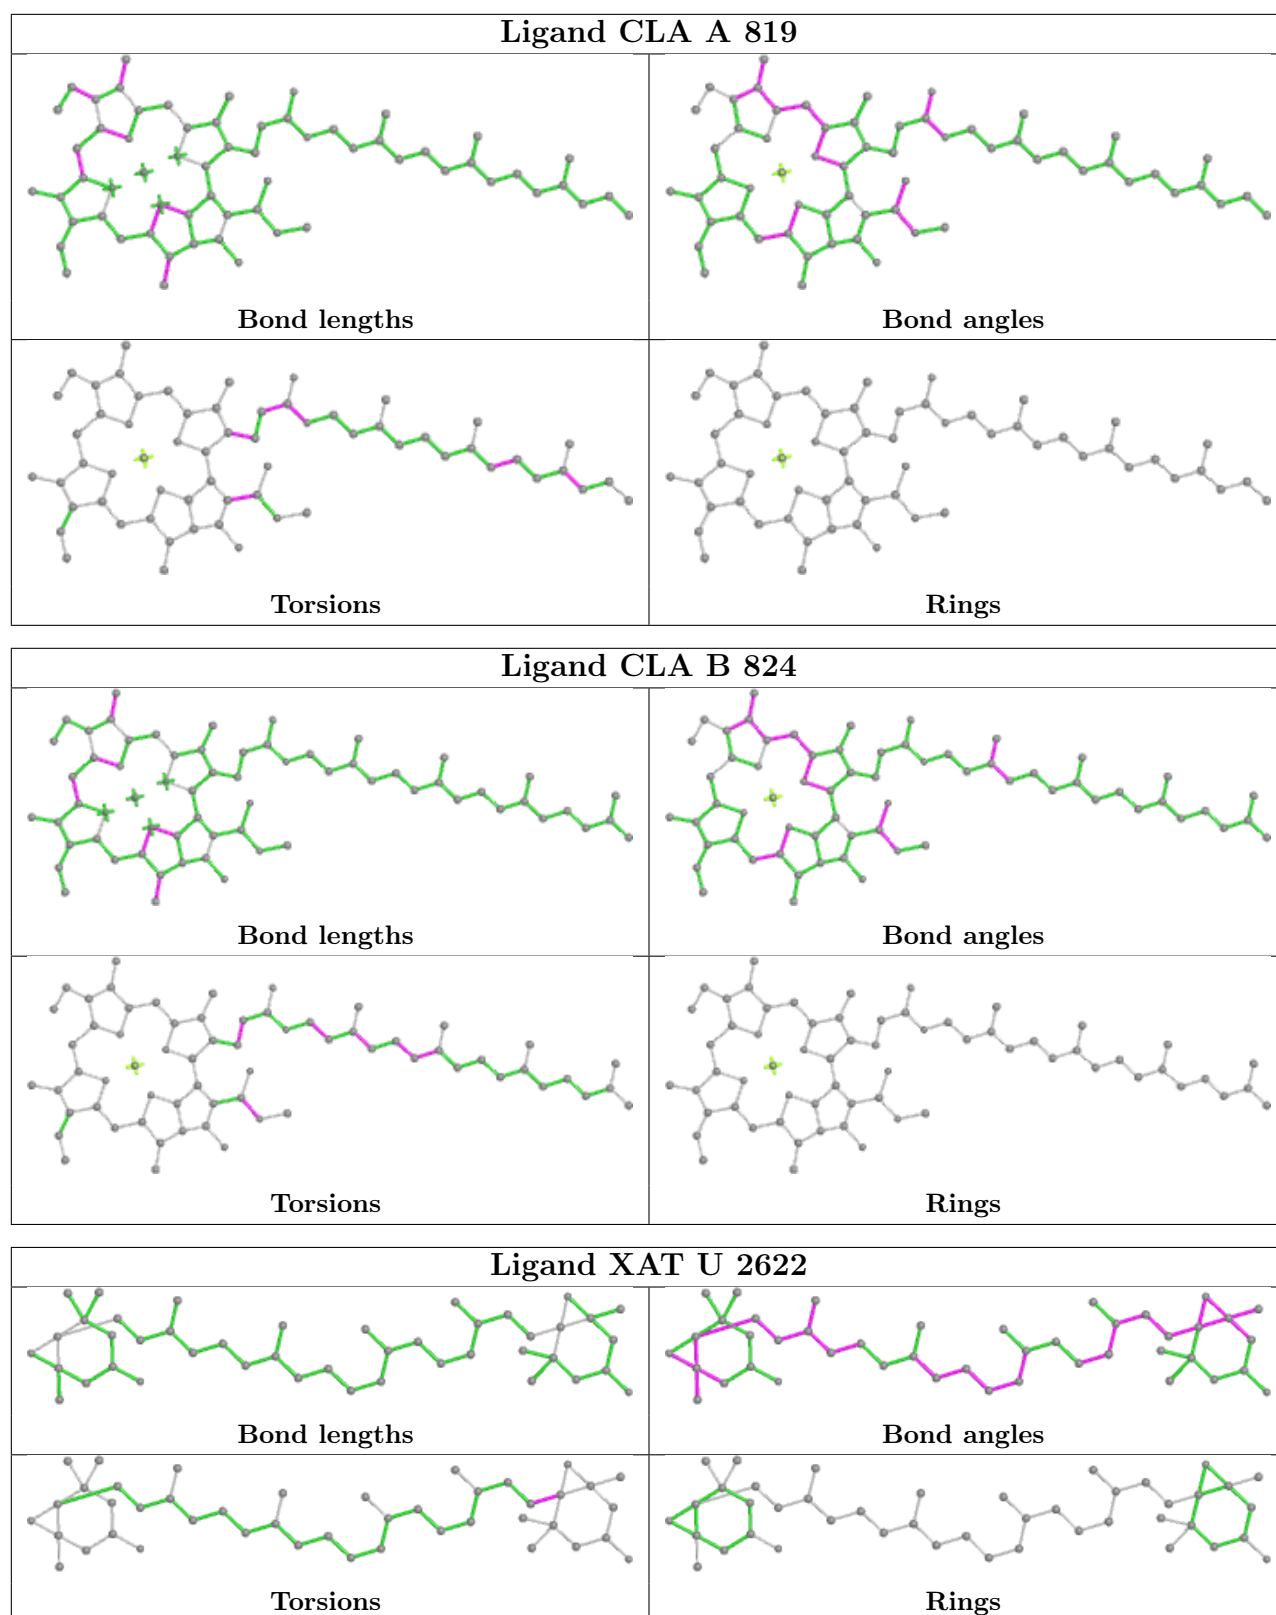 Ligand CLA A 819
Bond lengths
Bond angles
Torsions
Rings
Ligand CLA B 824
Bond lengths
Bond angles
Torsions
Rings
Ligand XAT U 2622
Bond lengths
Bond angles
Torsions
Rings